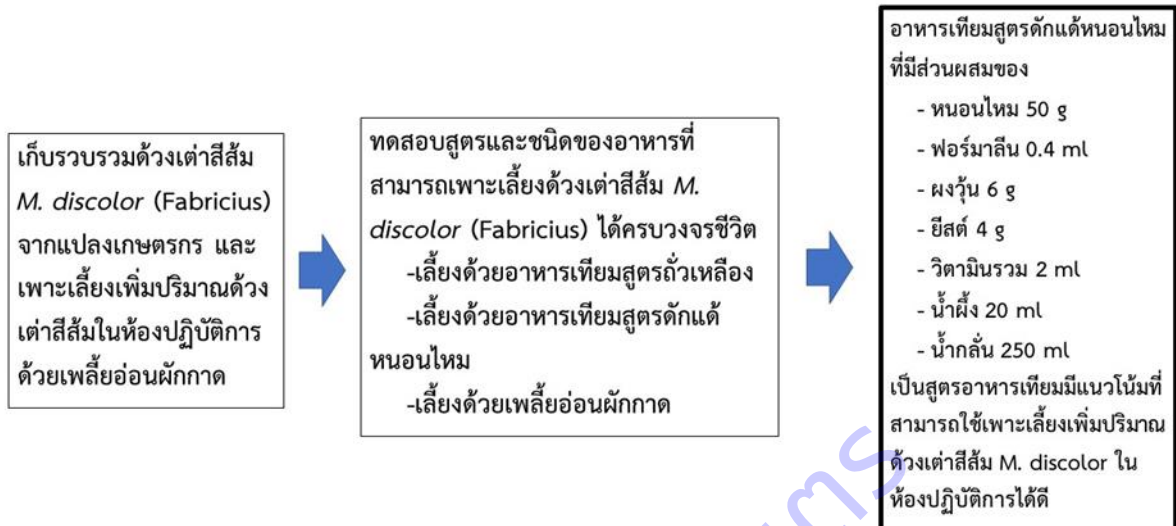 เก็บรวบรวมด้วงเต่าสีส้ม
M. discolor (Fabricius)
จากแปลงเกษตรกร และ
เพาะเลี้ยงเพิ่มปริมาณด้วง
เต่าสีส้มในห้องปฏิบัติการ
ด้วยเพลี้ยอ่อนผักกาด
ทดสอบสูตรและชนิดของอาหารที่
สามารถเพาะเลี้ยงด้วงเต่าสีส้ม M.
discolor (Fabricius) ได้ครบวงจรชีวิต
-เลี้ยงด้วยอาหารเทียมสูตรถั่วเหลือง
-เลี้ยงด้วยอาหารเทียมสูตรดักแด้
หนอนไหม
-เลี้ยงด้วยเพลี้ยอ่อนผักกาด
อาหารเทียมสูตรดักแด้หนอนไหม
ที่มีส่วนผสมของ
- หนอนไหม 50 g
- ฟอร์มาลีน 0.4 ml
- ผงวุ้น 6 g
- ยีสต์ 4 g
- วิตามินรวม 2 ml
- น้ำผึ้ง 20 ml
- น้ำกลั่น 250 ml
เป็นสูตรอาหารเทียมมีแนวโน้มที่
สามารถใช้เพาะเลี้ยงเพิ่มปริมาณ
ด้วงเต่าสีส้ม M. discolor ใน
ห้องปฏิบัติการได้ดี